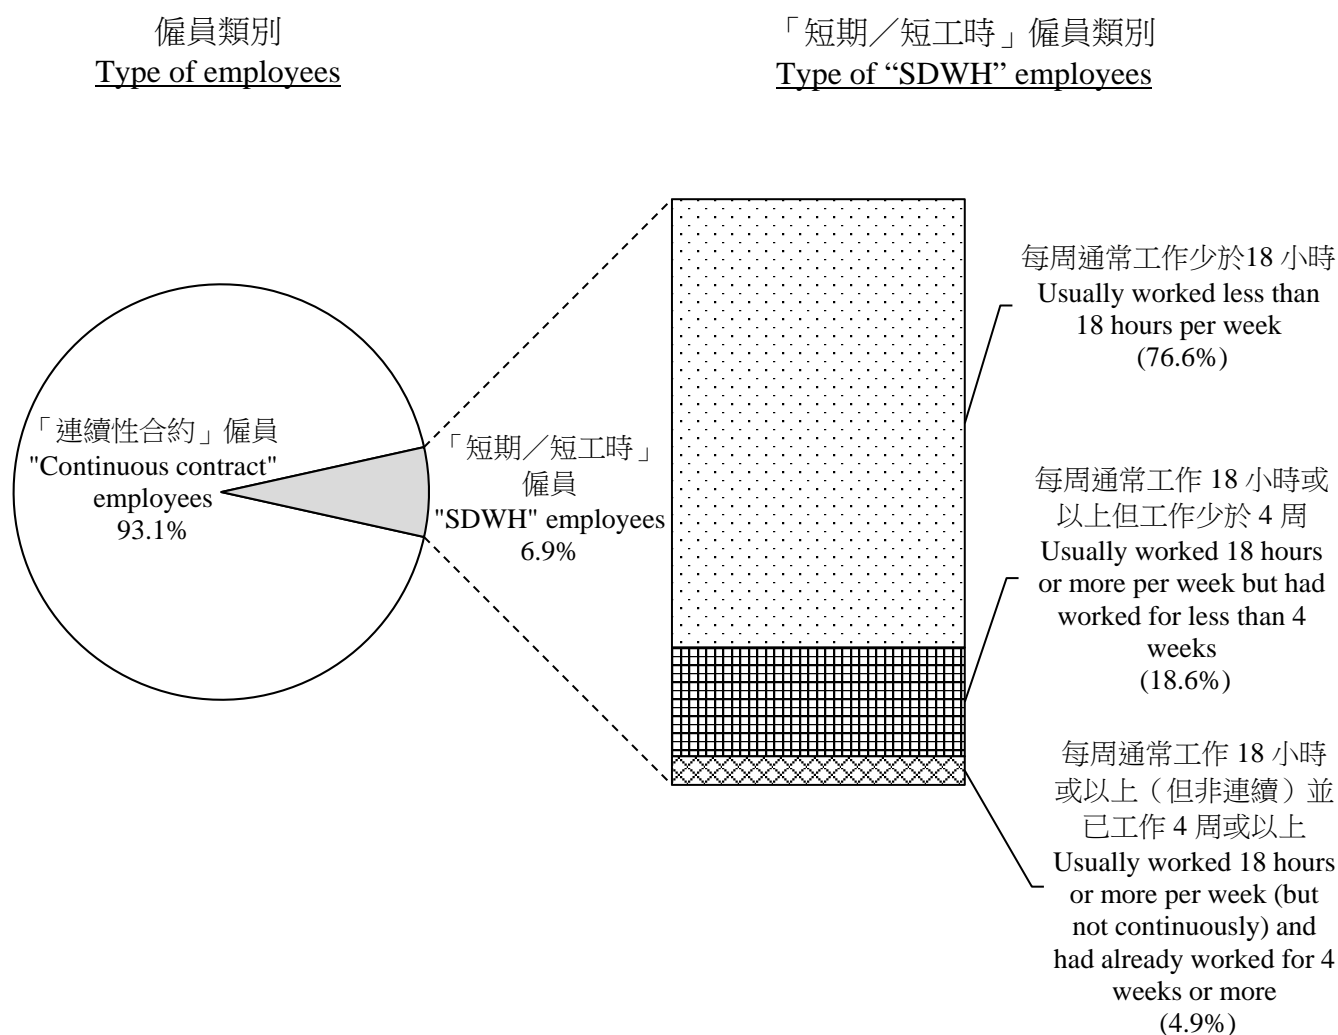 僱員類別
Type of employees
「短期／短工時」僱員類別
Type of “SDWH” employees
「連續性合約」僱員
"Continuous contract"
employees
93.1%
「短期／短工時」
僱員
"SDWH" employees
6.9%
每周通常工作少於18 小時
Usually worked less than
18 hours per week
(76.6%)
每周通常工作 18 小時或
以上但工作少於 4 周
Usually worked 18 hours
or more per week but had
worked for less than 4
weeks
(18.6%)
每周通常工作 18 小時
或以上（但非連續）並
已工作 4 周或以上
Usually worked 18 hours
or more per week (but
not continuously) and
had already worked for 4
weeks or more
(4.9%)